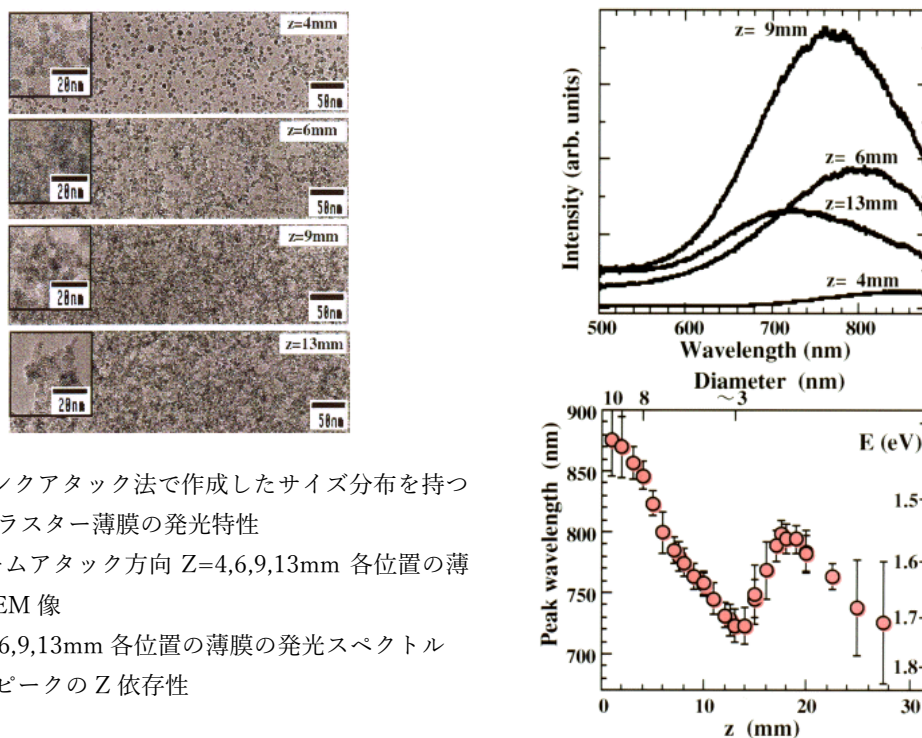 z=4mm
20nm
50nm
z=6mm
20nm
50nm
z=9mm
20nm
50nm
z=13mm
20nm
50nm
ンクアタック法で作成したサイズ分布を持つ
ラスター薄膜の発光特性
ームアタック方向 Z=4,6,9,13mm 各位置の薄
EM 像
6,9,13mm 各位置の薄膜の発光スペクトル
ピークの Z 依存性
z= 9mm
z= 6mm
z=13mm
z= 4mm
Intensity (arb. units)
500 600 700 800
Wavelength (nm)
Diameter (nm)
10 8 ~3
E (eV)
900
850
800
750
700
1.5
1.6
1.7
1.8
Peak wavelength (nm)
0 10 20 30
z (mm)